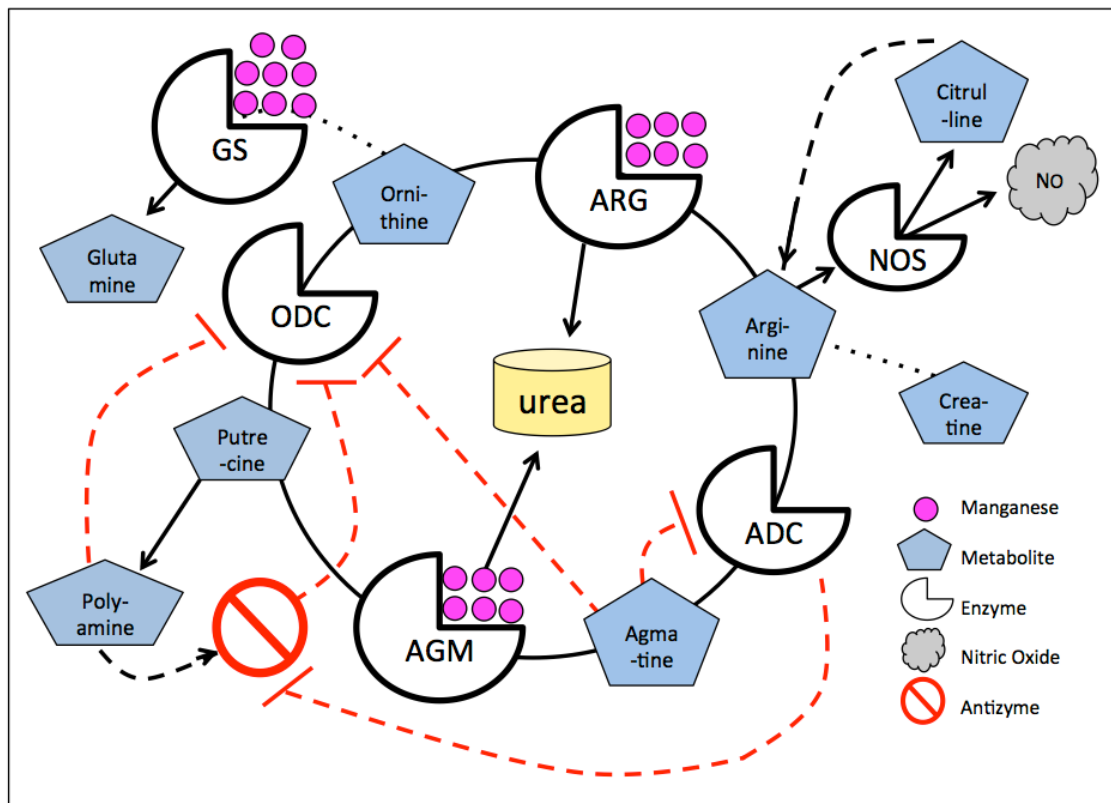 GS
Orni-
thine
ARG
Citrul
-line
NO
NOS
Gluta
mine
ODC
Argi-
nine
urea
Crea-
tine
Putre
-cine
ADC
Poly-
amine
AGM
Agma
-tine
Manganese
Metabolite
Enzyme
Nitric Oxide
Antizyme